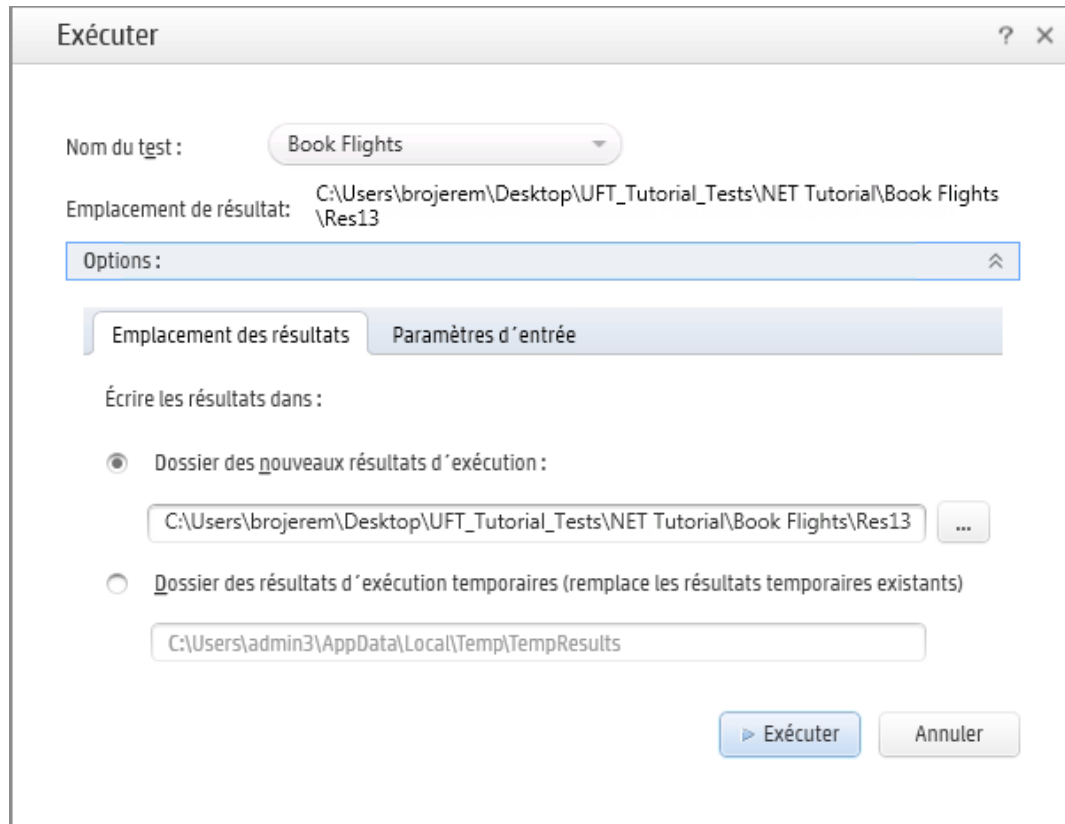 Exécuter ? ×
Nom du test : Book Flights
Emplacement de résultat: C:\Users\brojerem\Desktop\UFT_Tutorial_Tests\NET Tutorial\Book Flights
\Res13
Options :
Emplacement des résultats Paramètres d´entrée
Écrire les résultats dans :
Dossier des nouveaux résultats d´exécution :
C:\Users\brojerem\Desktop\UFT_Tutorial_Tests\NET Tutorial\Book Flights\Res13 ...
Dossier des résultats d´exécution temporaires (remplace les résultats temporaires existants)
C:\Users\admin3\AppData\Local\Temp\TempResults
Exécuter Annuler